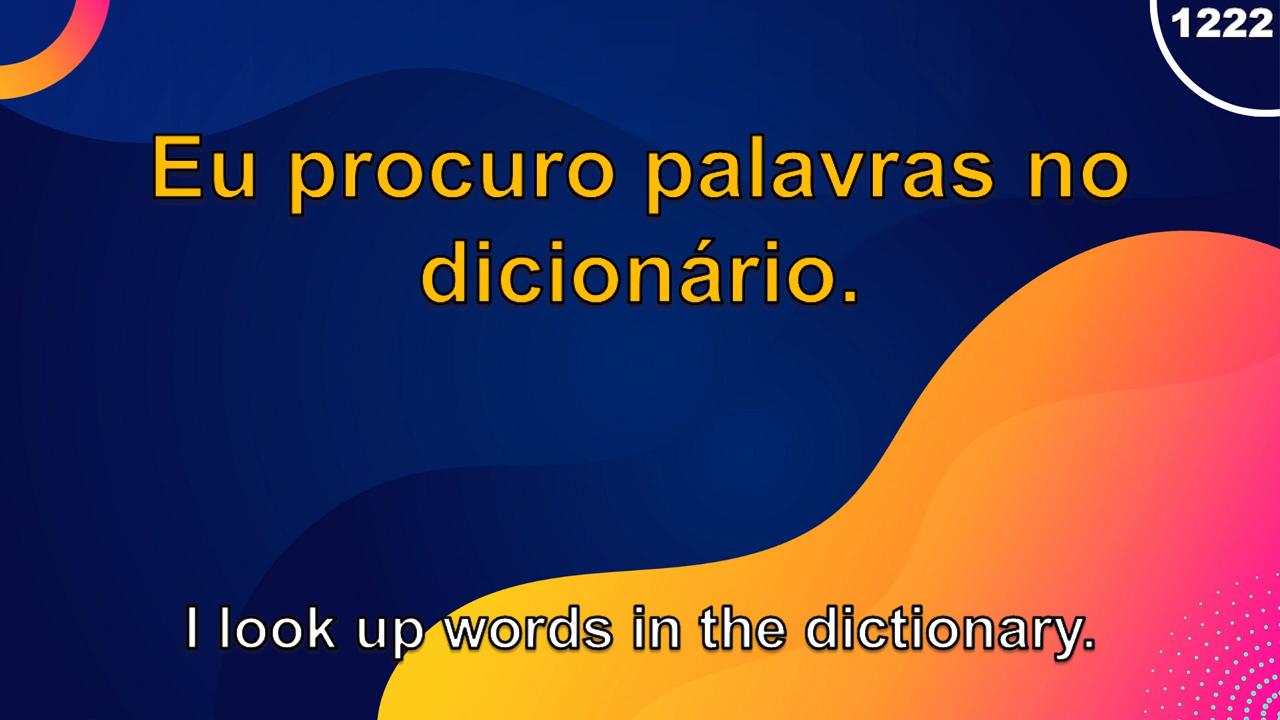 1222
Eu procuro palavras no
dicionário.
I look up words in the dictionary.